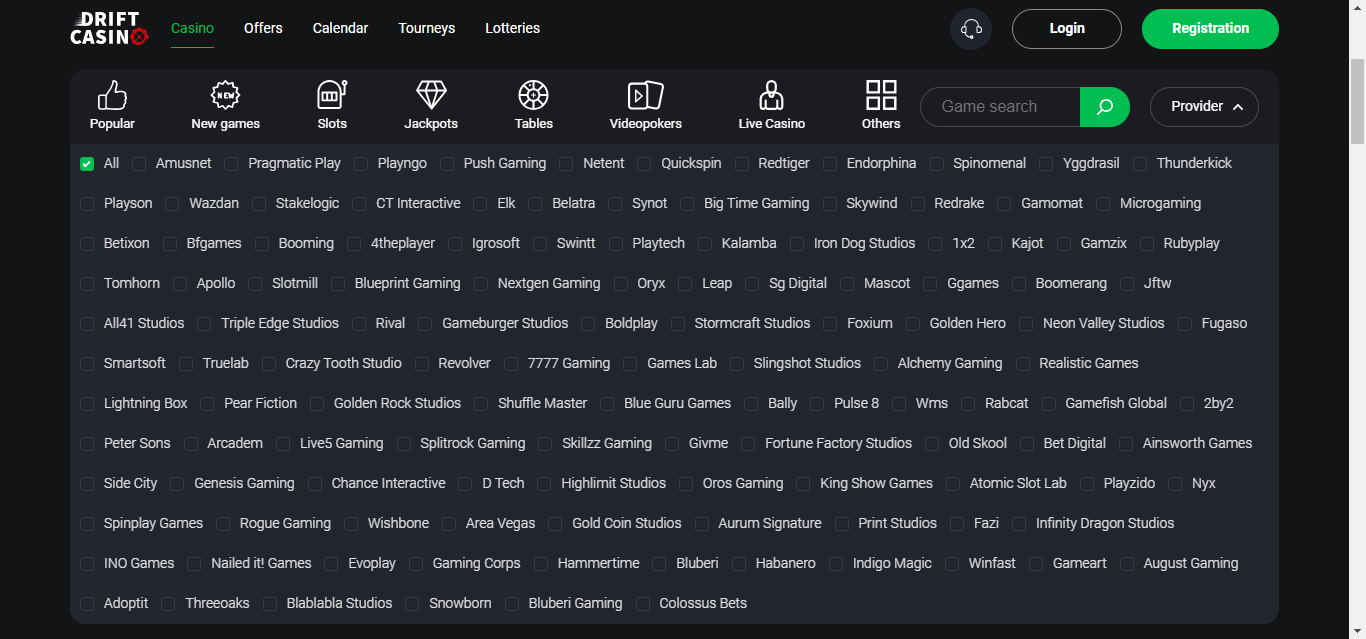 DRIFT
CASINO
Casino Offers Calendar Tourneys Lotteries Login Registration
NEW
Popular New games Slots Jackpots Tables Videopokers Live Casino Others Game search Provider
All Amusnet Pragmatic Play Playngo Push Gaming Netent Quickspin Redtiger Endorphina Spinomenal Yggdrasil Thunderkick
Playson Wazdan Stakelogic CT Interactive Elk Belatra Synot Big Time Gaming Skywind Redrake Gamomat Microgaming
Betixon Bfgames Booming 4theplayer Igrosoft Swintt Playtech Kalamba Iron Dog Studios 1x2 Kajot Gamzix Rubyplay
Tomhorn Apollo Slotmill Blueprint Gaming Nextgen Gaming Oryx Leap Sg Digital Mascot Ggames Boomerang Jftw
All41 Studios Triple Edge Studios Rival Gameburger Studios Boldplay Stormcraft Studios Foxium Golden Hero Neon Valley Studios Fugaso
Smartsoft Truelab Crazy Tooth Studio Revolver 7777 Gaming Games Lab Slingshot Studios Alchemy Gaming Realistic Games
Lightning Box Pear Fiction Golden Rock Studios Shuffle Master Blue Guru Games Bally Pulse 8 Wms Rabcat Gamefish Global 2by2
Peter Sons Arcadem Live5 Gaming Splitrock Gaming Skillzz Gaming Givme Fortune Factory Studios Old Skool Bet Digital Ainsworth Games
Side City Genesis Gaming Chance Interactive D Tech Highlimit Studios Oros Gaming King Show Games Atomic Slot Lab Playzido Nyx
Spinplay Games Rogue Gaming Wishbone Area Vegas Gold Coin Studios Aurum Signature Print Studios Fazi Infinity Dragon Studios
INO Games Nailed it! Games Evoplay Gaming Corps Hammertime Bluberi Habanero Indigo Magic Winfast Gameart August Gaming
Adoptit Threeoaks Blablabla Studios Snowborn Bluberi Gaming Colossus Bets